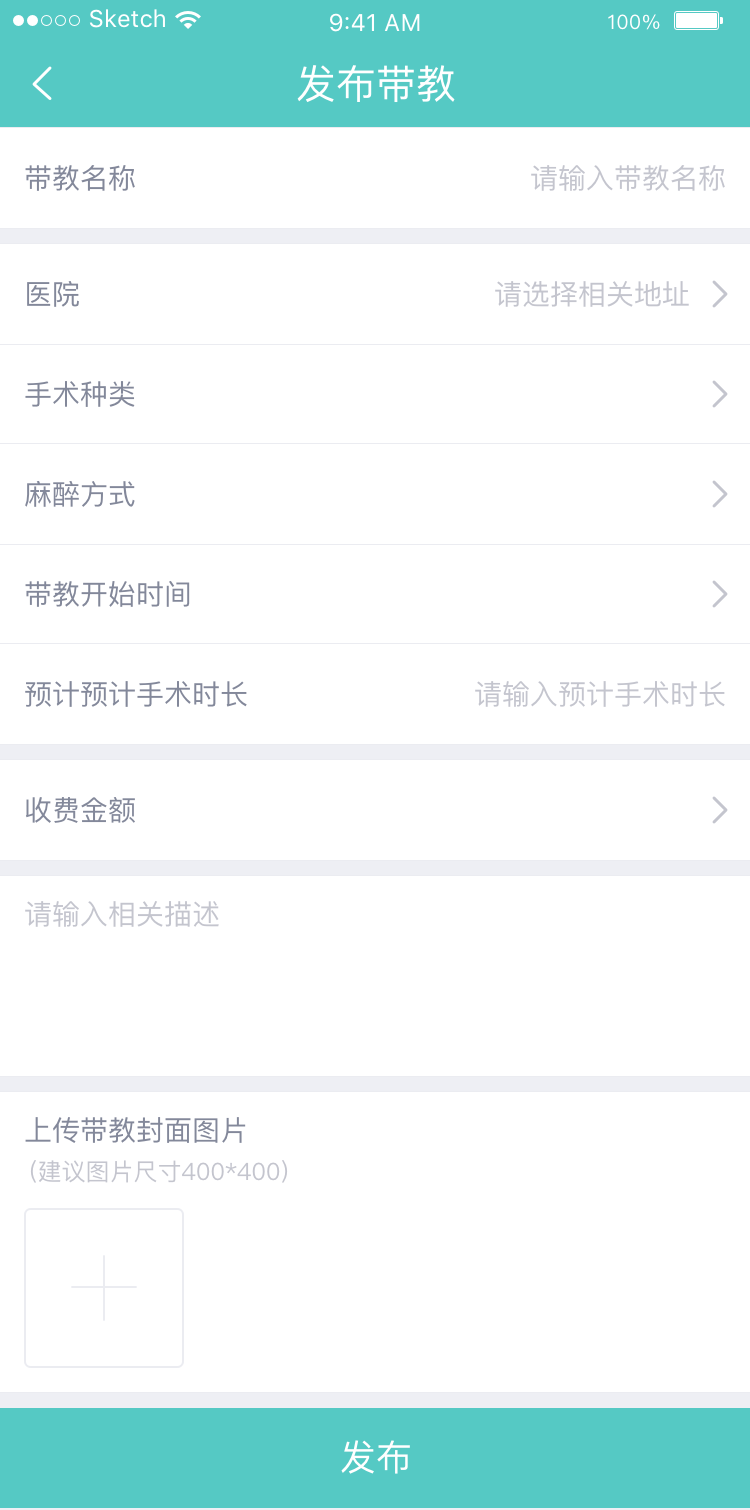 Sketch 9:41 AM 100%
发布带教
带教名称 请输入带教名称
医院 请选择相关地址
手术种类
麻醉方式
带教开始时间
预计预计手术时长 请输入预计手术时长
收费金额
请输入相关描述
上传带教封面图片
(建议图片尺寸400*400)
发布